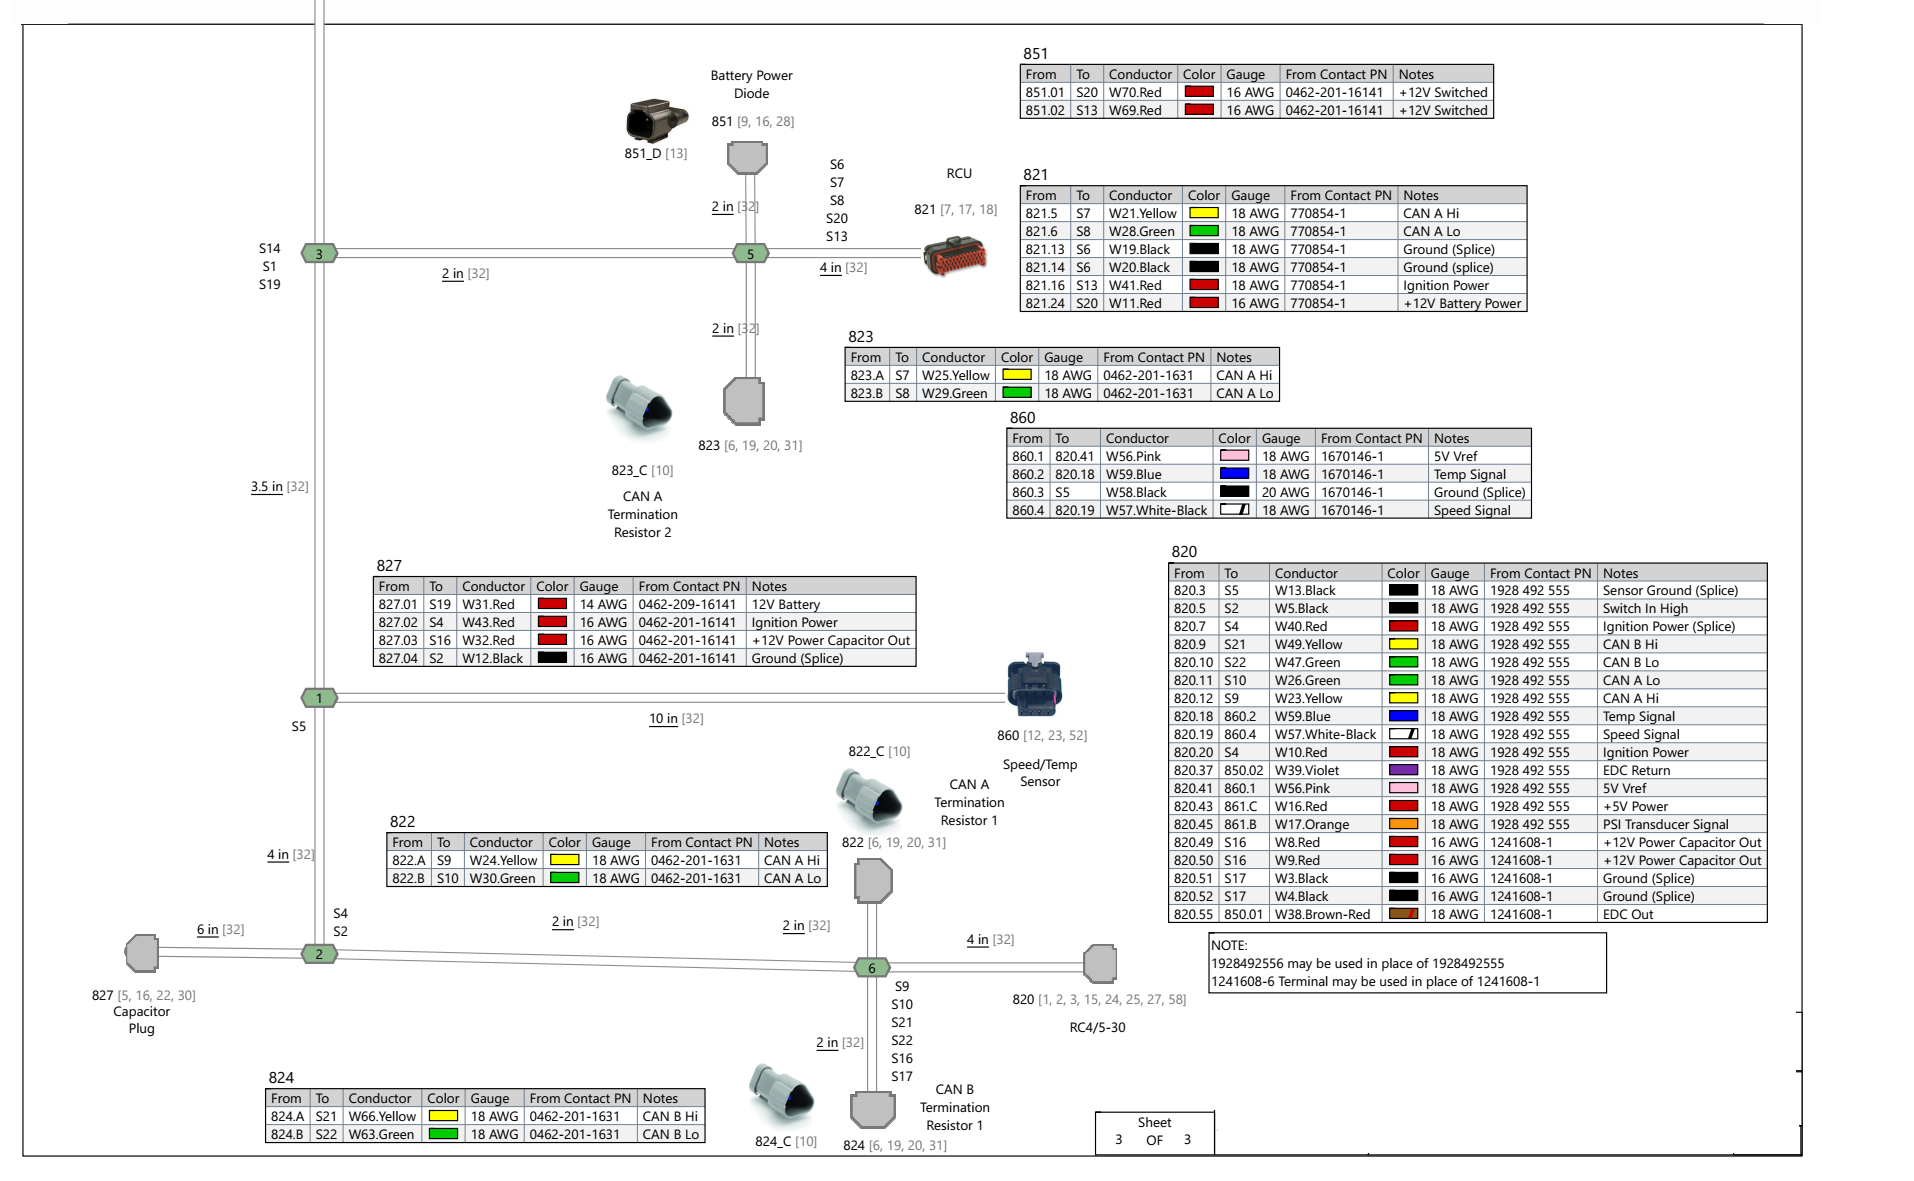 Battery Power
Diode
851 [9, 16, 28]
851_D [13]
2 in [32]
S6
S7
S8
S20
S13
RCU
821 [7, 17, 18]
S14
S1
S19
3
5
2 in [32]
4 in [32]
2 in [32]
823 [6, 19, 20, 31]
823_C [10]
CAN A
Termination
Resistor 2
3.5 in [32]
851
From To Conductor Color Gauge From Contact PN Notes
851.01 S20 W70.Red 16 AWG 0462-201-16141 +12V Switched
851.02 S13 W69.Red 16 AWG 0462-201-16141 +12V Switched
821
From To Conductor Color Gauge From Contact PN Notes
821.5 S7 W21.Yellow 18 AWG 770854-1 CAN A Hi
821.6 S8 W28.Green 18 AWG 770854-1 CAN A Lo
821.13 S6 W19.Black 18 AWG 770854-1 Ground (Splice)
821.14 S6 W20.Black 18 AWG 770854-1 Ground (splice)
821.16 S13 W41.Red 18 AWG 770854-1 Ignition Power
821.24 S20 W11.Red 16 AWG 770854-1 +12V Battery Power
823
From To Conductor Color Gauge From Contact PN Notes
823.A S7 W25.Yellow 18 AWG 0462-201-1631 CAN A Hi
823.B S8 W29.Green 18 AWG 0462-201-1631 CAN A Lo
860
From To Conductor Color Gauge From Contact PN Notes
860.1 820.41 W56.Pink 18 AWG 1670146-1 5V Vref
860.2 820.18 W59.Blue 18 AWG 1670146-1 Temp Signal
860.3 S5 W58.Black 20 AWG 1670146-1 Ground (Splice)
860.4 820.19 W57.White-Black 18 AWG 1670146-1 Speed Signal
827
From To Conductor Color Gauge From Contact PN Notes
827.01 S19 W31.Red 14 AWG 0462-209-16141 12V Battery
827.02 S4 W43.Red 16 AWG 0462-201-16141 Ignition Power
827.03 S16 W32.Red 16 AWG 0462-201-16141 +12V Power Capacitor Out
827.04 S2 W12.Black 16 AWG 0462-201-16141 Ground (Splice)
1
S5
10 in [32]
860 [12, 23, 52]
Speed/Temp
Sensor
820
From To Conductor Color Gauge From Contact PN Notes
820.3 S5 W13.Black 18 AWG 1928 492 555 Sensor Ground (Splice)
820.5 S2 W5.Black 18 AWG 1928 492 555 Switch In High
820.7 S4 W40.Red 18 AWG 1928 492 555 Ignition Power (Splice)
820.9 S21 W49.Yellow 18 AWG 1928 492 555 CAN B Hi
820.10 S22 W47.Green 18 AWG 1928 492 555 CAN B Lo
820.11 S10 W26.Green 18 AWG 1928 492 555 CAN A Lo
820.12 S9 W23.Yellow 18 AWG 1928 492 555 CAN A Hi
820.18 860.2 W59.Blue 18 AWG 1928 492 555 Temp Signal
820.19 860.4 W57.White-Black 18 AWG 1928 492 555 Speed Signal
820.20 S4 W10.Red 18 AWG 1928 492 555 Ignition Power
820.37 850.02 W39.Violet 18 AWG 1928 492 555 EDC Return
820.41 860.1 W56.Pink 18 AWG 1928 492 555 5V Vref
820.43 861.C W16.Red 18 AWG 1928 492 555 +5V Power
820.45 861.B W17.Orange 18 AWG 1928 492 555 PSI Transducer Signal
820.49 S16 W8.Red 16 AWG 1241608-1 +12V Power Capacitor Out
820.50 S16 W9.Red 16 AWG 1241608-1 +12V Power Capacitor Out
820.51 S17 W3.Black 16 AWG 1241608-1 Ground (Splice)
820.52 S17 W4.Black 16 AWG 1241608-1 Ground (Splice)
820.55 850.01 W38.Brown-Red 18 AWG 1241608-1 EDC Out
NOTE:
1928492556 may be used in place of 1928492555
1241608-6 Terminal may be used in place of 1241608-1
822_C [10]
CAN A
Termination
Resistor 1
822 [6, 19, 20, 31]
822
From To Conductor Color Gauge From Contact PN Notes
822.A S9 W24.Yellow 18 AWG 0462-201-1631 CAN A Hi
822.B S10 W30.Green 18 AWG 0462-201-1631 CAN A Lo
4 in [32]
S4
S2
6 in [32]
2 in [32]
2 in [32]
4 in [32]
2
6
827 [5, 16, 22, 30]
Capacitor
Plug
S9
S10
S21
S22
S16
S17
2 in [32]
820 [1, 2, 3, 15, 24, 25, 27, 58]
RC4/5-30
824
From To Conductor Color Gauge From Contact PN Notes
824.A S21 W66.Yellow 18 AWG 0462-201-1631 CAN B Hi
824.B S22 W63.Green 18 AWG 0462-201-1631 CAN B Lo
824_C [10]
CAN B
Termination
Resistor 1
824 [6, 19, 20, 31]
Sheet
3 OF 3